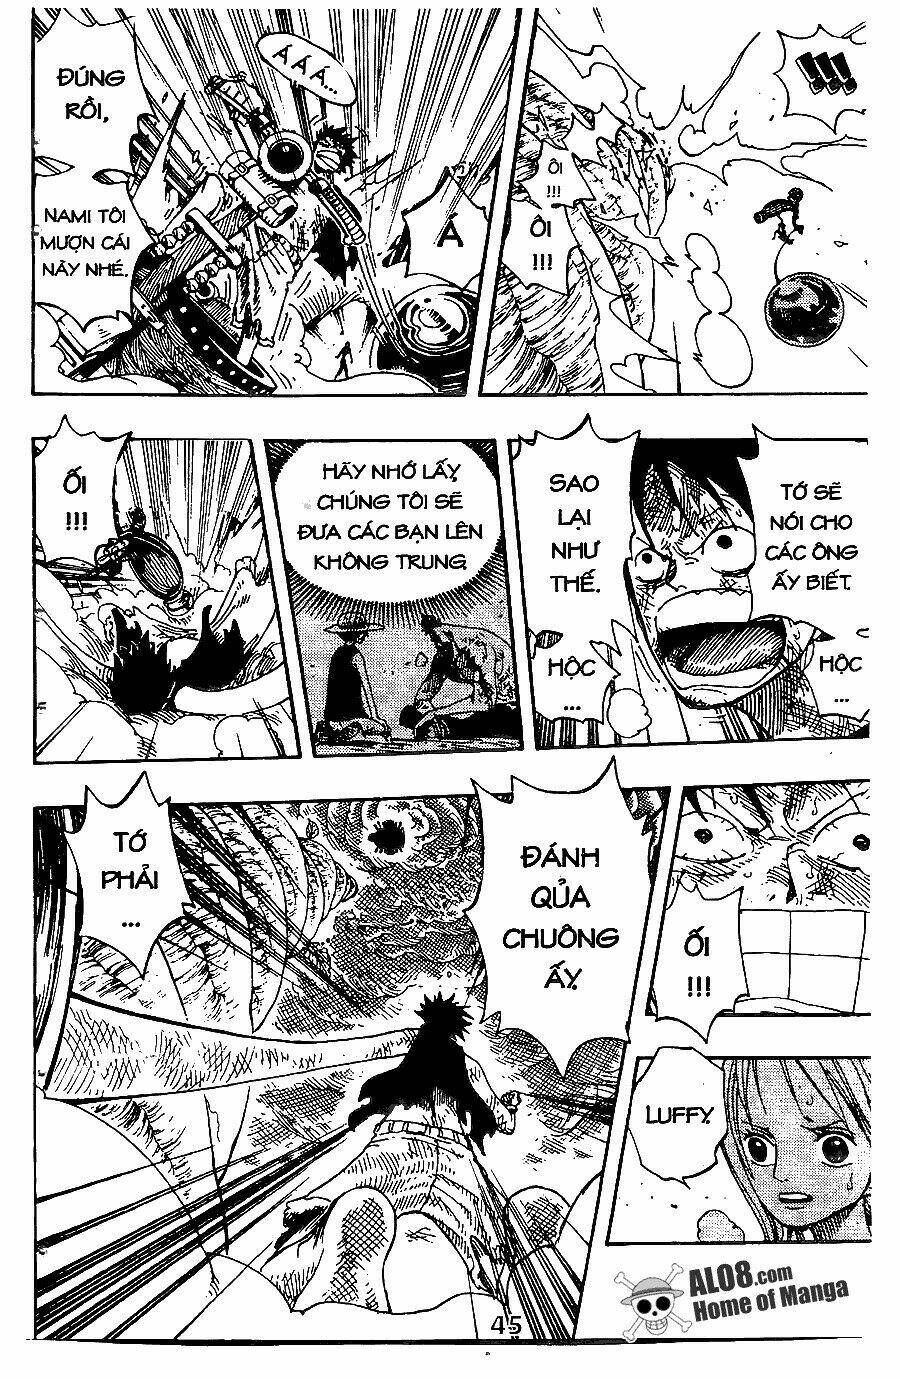 !!!
ÔI
!!!
ÔI
!!!
Á Á Á...
Á
ĐÚNG
RỒI,
NAMI TÔI
MƯỢN CÁI
NÀY NHÉ.
TỚ SẼ
NÓI CHO
CÁC ÔNG
ẤY BIẾT.
HỘC
...
SAO
LẠI
NHƯ
THẾ.
HỘC
...
HÃY NHỚ LẤY,
CHÚNG TÔI SẼ
ĐƯA CÁC BẠN LÊN
KHÔNG TRUNG.
ỐI
!!!
ỐI
!!!
LUFFY.
ĐÁNH
QỦA
CHUÔNG
ẤY.
TỚ
PHẢI
...
45
ALO8.com
Home of Manga